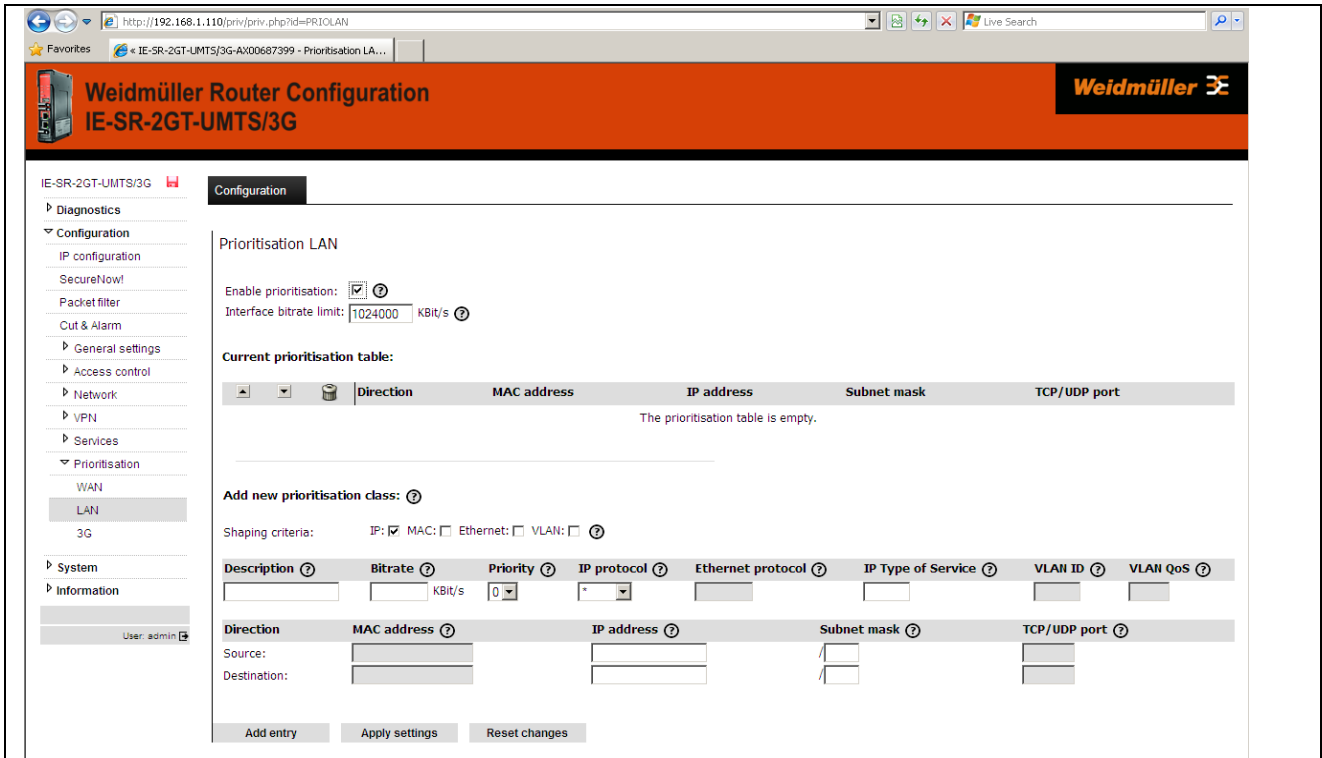 http://192.168.1.110/priv/priv.php?id=PRIOLAN
Live Search
Favorites
« IE-SR-2GT-UMTS/3G-AX00687399 - Prioritisation LA...
Weidmüller Router Configuration
IE-SR-2GT-UMTS/3G
Weidmüller
IE-SR-2GT-UMTS/3G
Diagnostics
Configuration
IP configuration
SecureNow!
Packet filter
Cut & Alarm
General settings
Access control
Network
VPN
Services
Prioritisation
WAN
LAN
3G
System
Information
User: admin
Configuration
Prioritisation LAN
Enable prioritisation: ?
Interface bitrate limit: 1024000 KBit/s ?
Current prioritisation table:
Direction MAC address IP address Subnet mask TCP/UDP port
The prioritisation table is empty.
Add new prioritisation class: ?
Shaping criteria: IP: MAC: Ethernet: VLAN: ?
Description ? Bitrate ? Priority ? IP protocol ? Ethernet protocol ? IP Type of Service ? VLAN ID ? VLAN QoS ?
KBit/s 0 *
Direction MAC address ? IP address ? Subnet mask ? TCP/UDP port ?
Source: /
Destination: /
Add entry Apply settings Reset changes